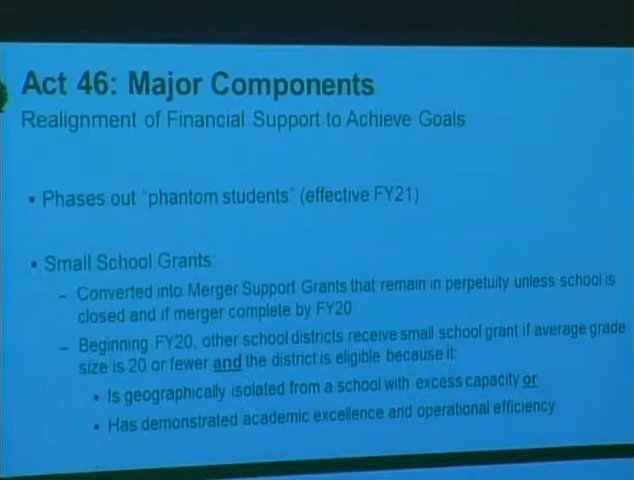 Act 46: Major Components
Realignment of Financial Support to Achieve Goals
• Phases out "phantom students" (effective FY21)
• Small School Grants
– Converted into Merger Support Grants that remain in perpetuity unless school is
closed and if merger complete by FY20
– Beginning FY20, other school districts receive small school grant if average grade
size is 20 or fewer and the district is eligible because it:
• Is geographically isolated from a school with excess capacity or
• Has demonstrated academic excellence and operational efficiency